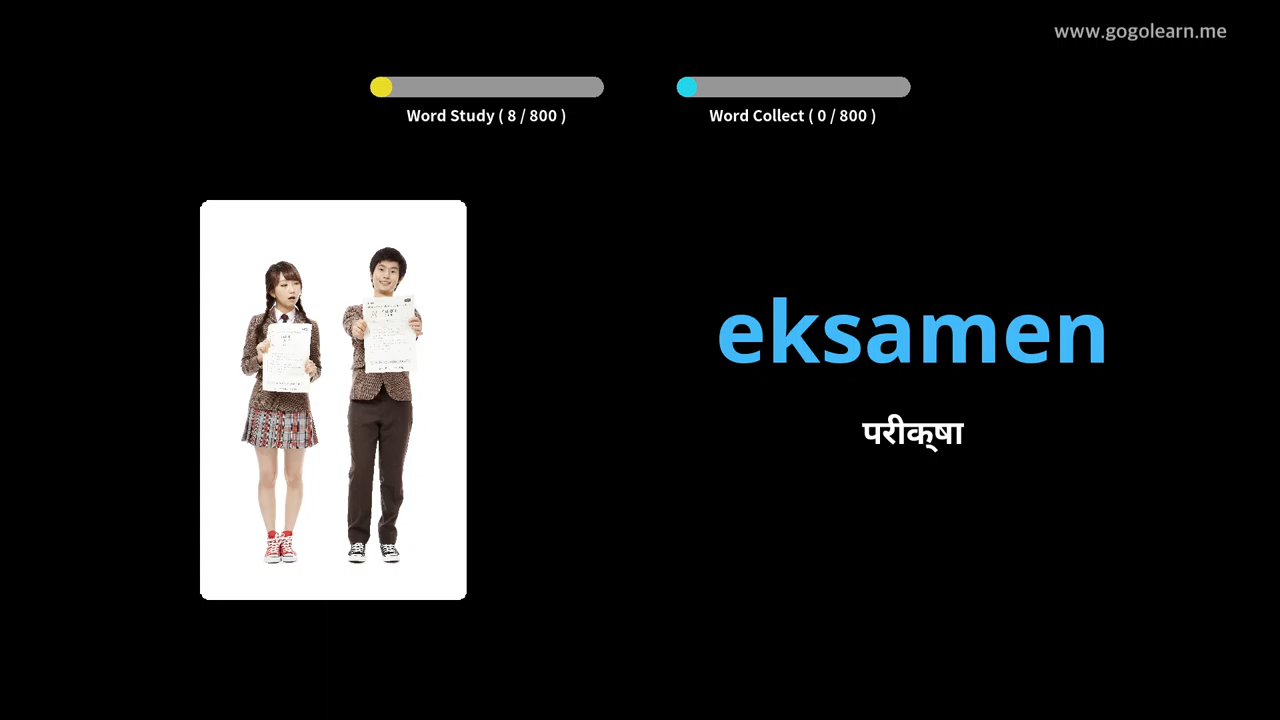 www.gogolearn.me
Word Study ( 8 / 800 )
Word Collect ( 0 / 800 )
eksamen
परीक्षा